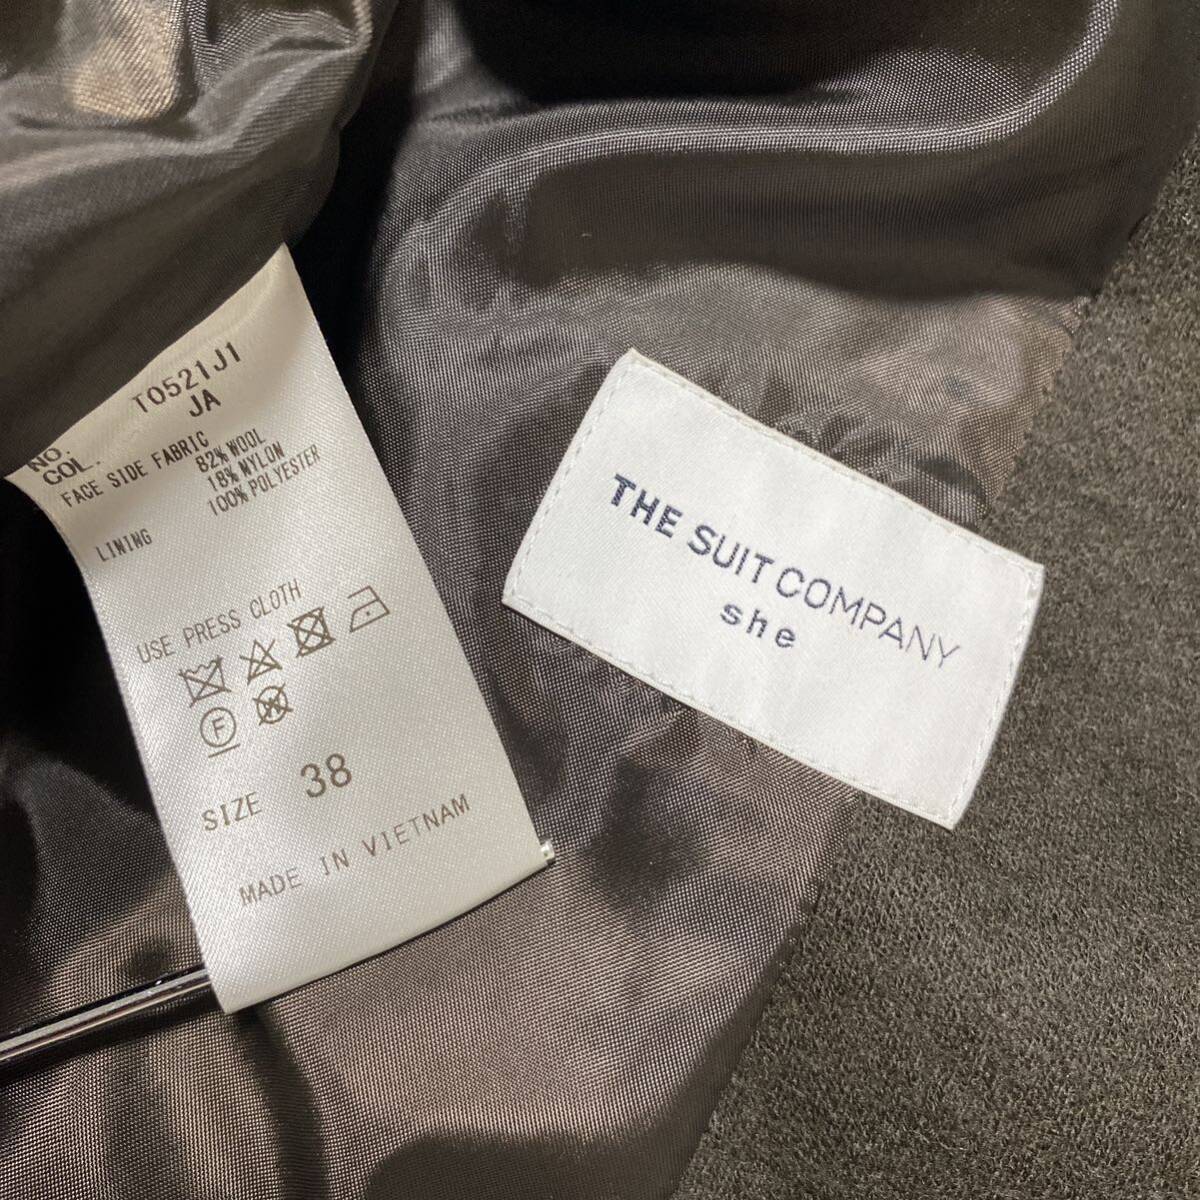 NO. T0521J1
COL. JA
FACE SIDE FABRIC
82% WOOL
18% NYLON
LINING 100% POLYESTER
USE PRESS CLOTH
F
SIZE 38
MADE IN VIETNAM
THE SUIT COMPANY
she